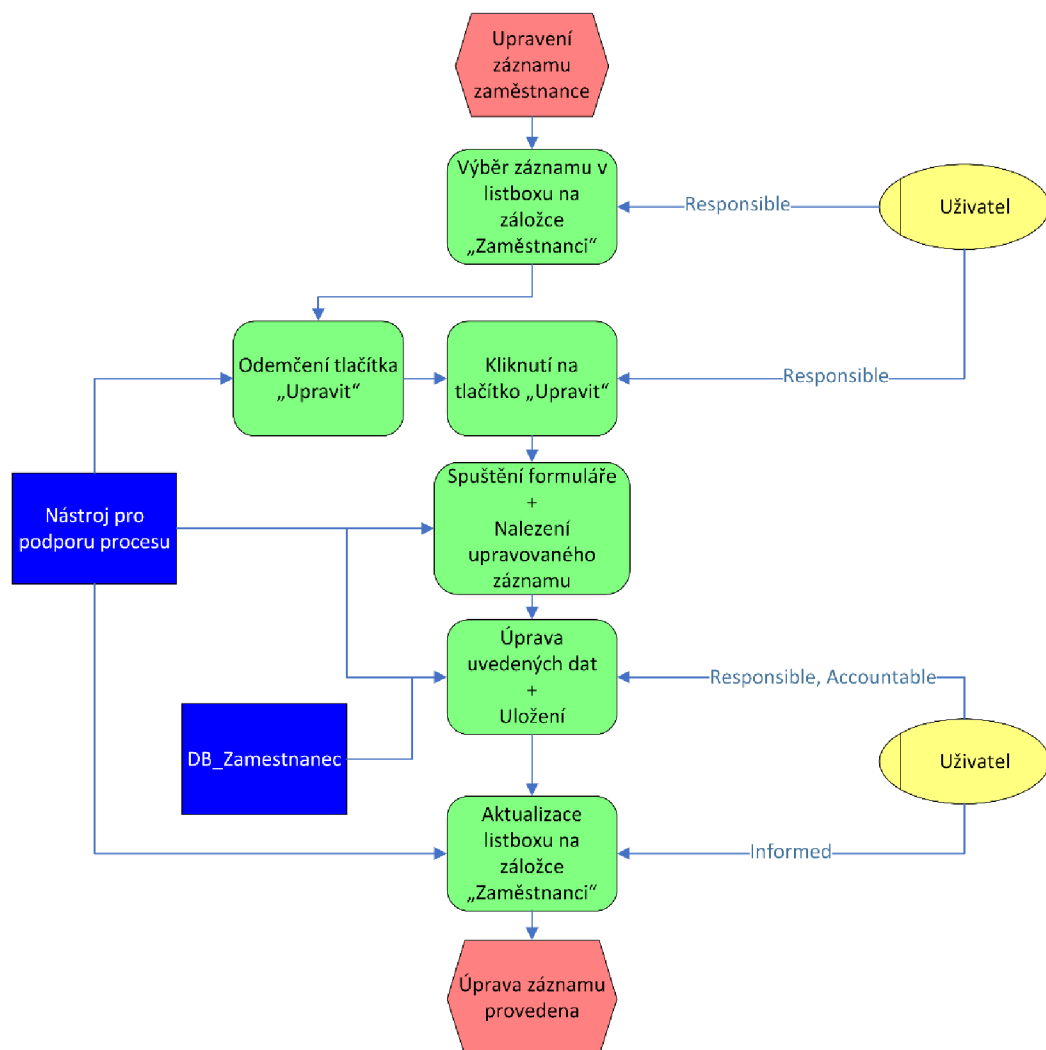 Upravení
záznamu
zaměstnance
Výběr záznamu v
listboxu na
záložce
„Zaměstnanci“
Responsible
Uživatel
Odemčení tlačítka
„Upravit“
Kliknutí na
tlačítko „Upravit“
Responsible
Nástroj pro
podporu procesu
Spuštění formuláře
+
Nalezení
upravovaného
záznamu
Úprava
uvedených dat
+
Uložení
Responsible, Accountable
DB_Zamestnanec
Uživatel
Aktualizace
listboxu na
záložce
„Zaměstnanci“
Informed
Úprava záznamu
provedena